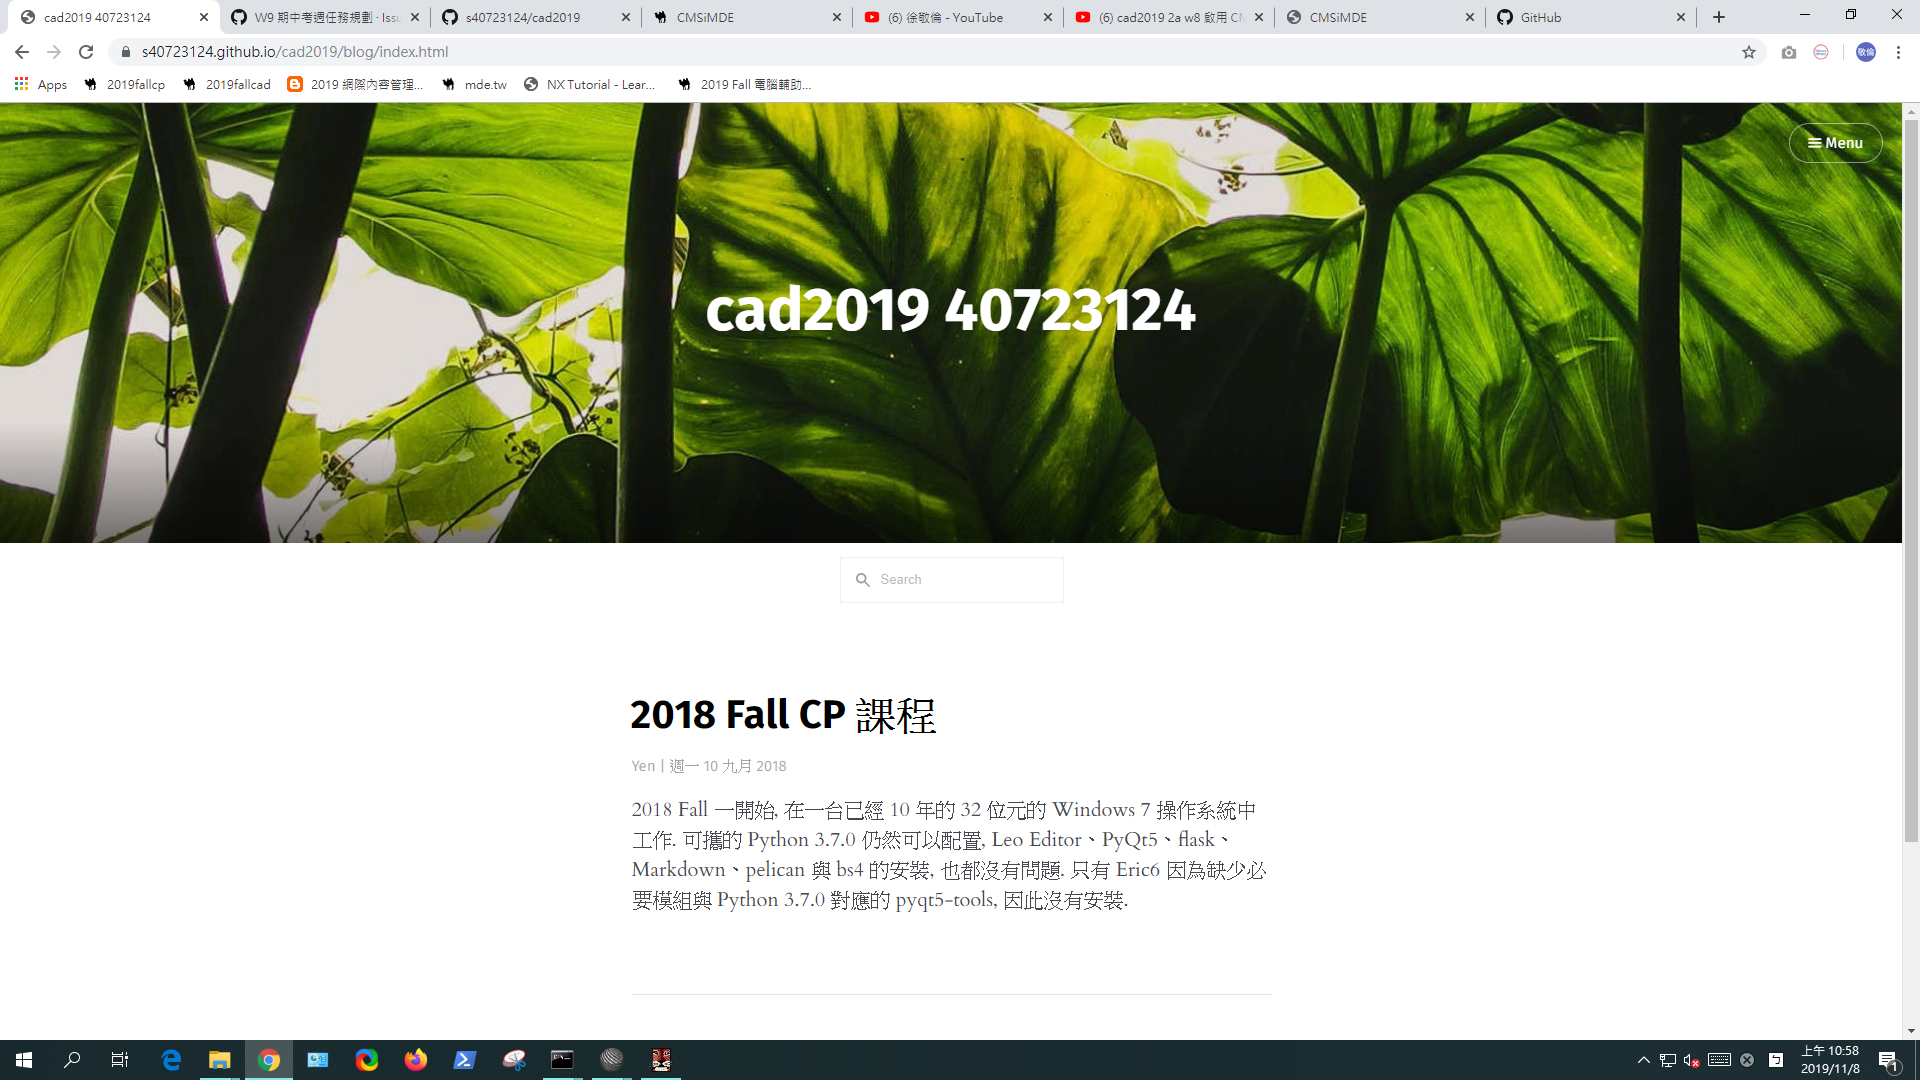 cad2019 40723124
W9 期中考週任務規劃 · Issu
s40723124/cad2019
CMSiMDE
(6) 徐敬倫 - YouTube
(6) cad2019 2a w8 啟用 CM
CMSiMDE
GitHub
s40723124.github.io/cad2019/blog/index.html
敬倫
Apps
2019fallcp
2019fallcad
2019 網際內容管理...
mde.tw
NX Tutorial - Lear...
2019 Fall 電腦輔助...
Menu
cad2019 40723124
Search
2018 Fall CP 課程
Yen | 週一 10 九月 2018
2018 Fall 一開始, 在一台已經 10 年的 32 位元的 Windows 7 操作系統中
工作. 可攜的 Python 3.7.0 仍然可以配置, Leo Editor、PyQt5、flask、
Markdown、pelican 與 bs4 的安裝, 也都沒有問題. 只有 Eric6 因為缺少必
要模組與 Python 3.7.0 對應的 pyqt5-tools, 因此沒有安裝.
上午 10:58
2019/11/8
1